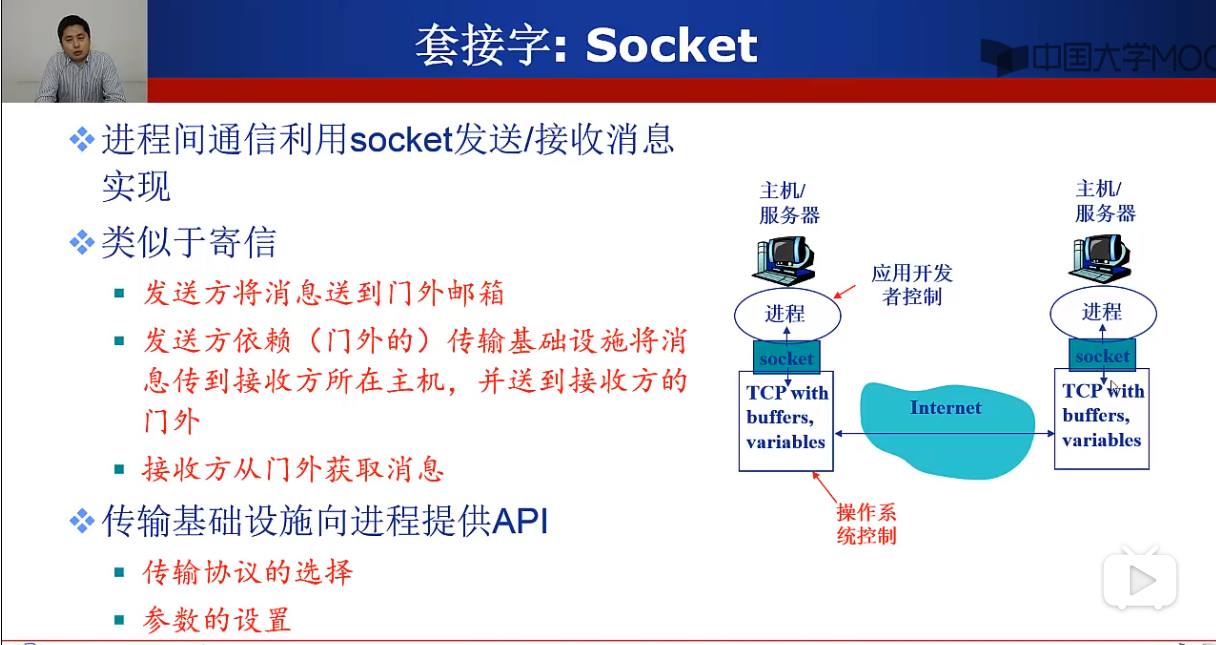 套接字: Socket
中国大学MOO
进程间通信利用socket发送/接收消息
实现
类似于寄信
发送方将消息送到门外邮箱
发送方依赖（门外的）传输基础设施将消
息传到接收方所在主机，并送到接收方的
门外
接收方从门外获取消息
传输基础设施向进程提供API
传输协议的选择
参数的设置
主机/
服务器
应用开发
者控制
进程
socket
TCP with
buffers,
variables
操作系
统控制
Internet
主机/
服务器
进程
socket
TCP with
buffers,
variables